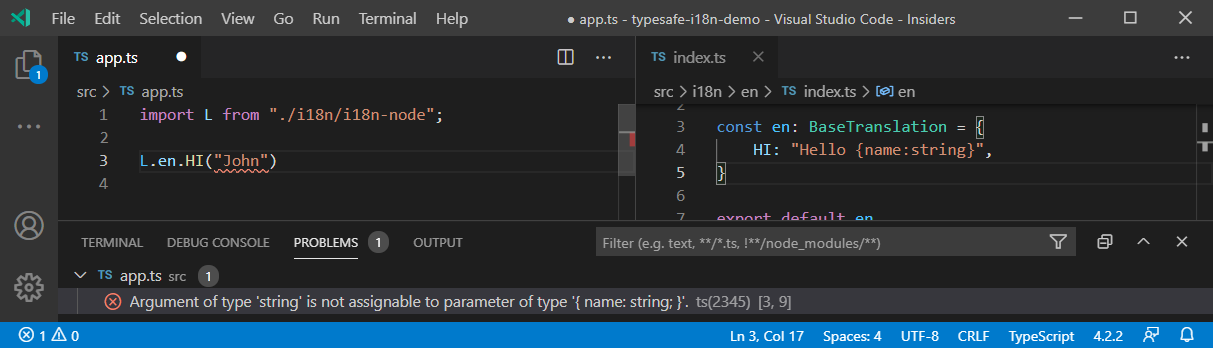 File Edit Selection View Go Run Terminal Help ● app.ts - typesafe-i18n-demo - Visual Studio Code - Insiders
TS app.ts ●
TS index.ts
src > TS app.ts
src > i18n > en > TS index.ts > en
1 import L from "./i18n/i18n-node";
2
3 L.en.HI("John")
4
2
3 const en: BaseTranslation = {
4 HI: "Hello {name:string}",
5 }
6
7 export default en
1
TERMINAL DEBUG CONSOLE PROBLEMS 1 OUTPUT Filter (e.g. text, **/*.ts, !**/node_modules/**)
TS app.ts src 1
Argument of type 'string' is not assignable to parameter of type '{ name: string; }'. ts(2345) [3, 9]
1 0 Ln 3, Col 17 Spaces: 4 UTF-8 CRLF TypeScript 4.2.2